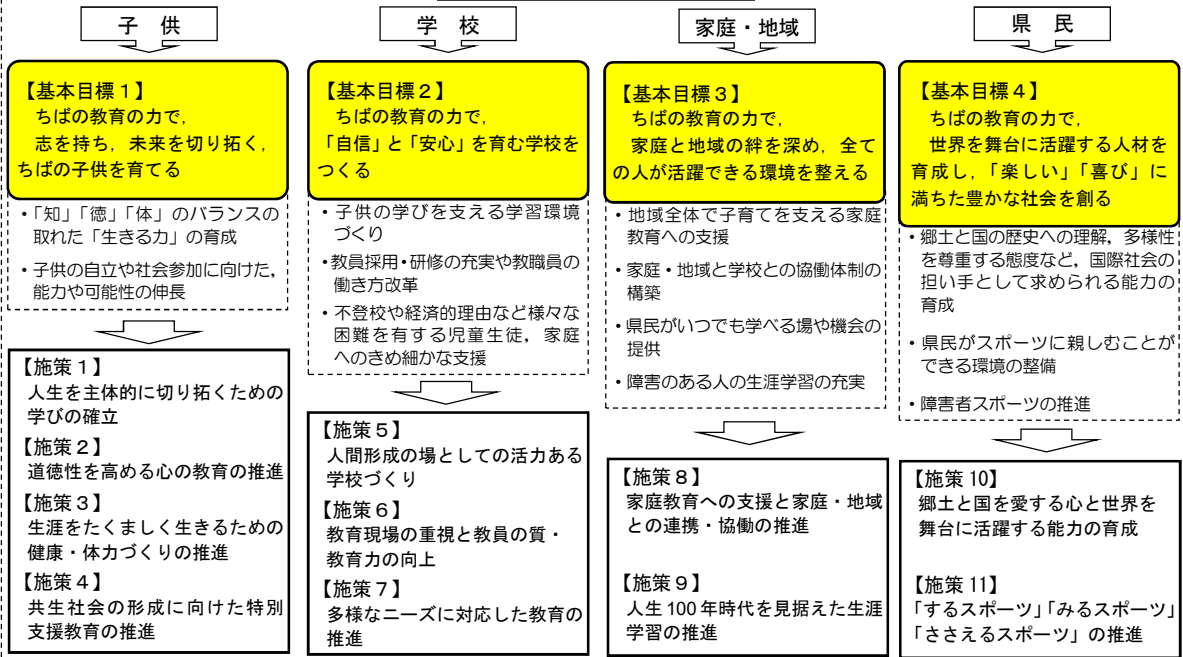 子 供
【基本目標１】
ちばの教育の力で，
志を持ち，未来を切り拓く，
ちばの子供を育てる
・「知」「徳」「体」のバランスの
取れた「生きる力」の育成
・子供の自立や社会参加に向けた，
能力や可能性の伸長
【施策１】
人生を主体的に切り拓くための
学びの確立
【施策２】
道徳性を高める心の教育の推進
【施策３】
生涯をたくましく生きるための
健康・体力づくりの推進
【施策４】
共生社会の形成に向けた特別
支援教育の推進
学 校
【基本目標２】
ちばの教育の力で，
「自信」と「安心」を育む学校を
つくる
・子供の学びを支える学習環境
づくり
・教員採用・研修の充実や教職員の
働き方改革
・不登校や経済的理由など様々な
困難を有する児童生徒，家庭
へのきめ細かな支援
【施策５】
人間形成の場としての活力ある
学校づくり
【施策６】
教育現場の重視と教員の質・
教育力の向上
【施策７】
多様なニーズに対応した教育の
推進
家庭・地域
【基本目標３】
ちばの教育の力で，
家庭と地域の絆を深め，全て
の人が活躍できる環境を整える
・地域全体で子育てを支える家庭
教育への支援
・家庭・地域と学校との協働体制の
構築
・県民がいつでも学べる場や機会の
提供
・障害のある人の生涯学習の充実
【施策８】
家庭教育への支援と家庭・地域
との連携・協働の推進
【施策９】
人生 100 年時代を見据えた生涯
学習の推進
県 民
【基本目標４】
ちばの教育の力で，
世界を舞台に活躍する人材を
育成し，「楽しい」「喜び」に
満ちた豊かな社会を創る
・郷土と国の歴史への理解，多様性
を尊重する態度など，国際社会の
担い手として求められる能力の
育成
・県民がスポーツに親しむことが
できる環境の整備
・障害者スポーツの推進
【施策 10】
郷土と国を愛する心と世界を
舞台に活躍する能力の育成
【施策 11】
「するスポーツ」「みるスポーツ」
「ささえるスポーツ」の推進